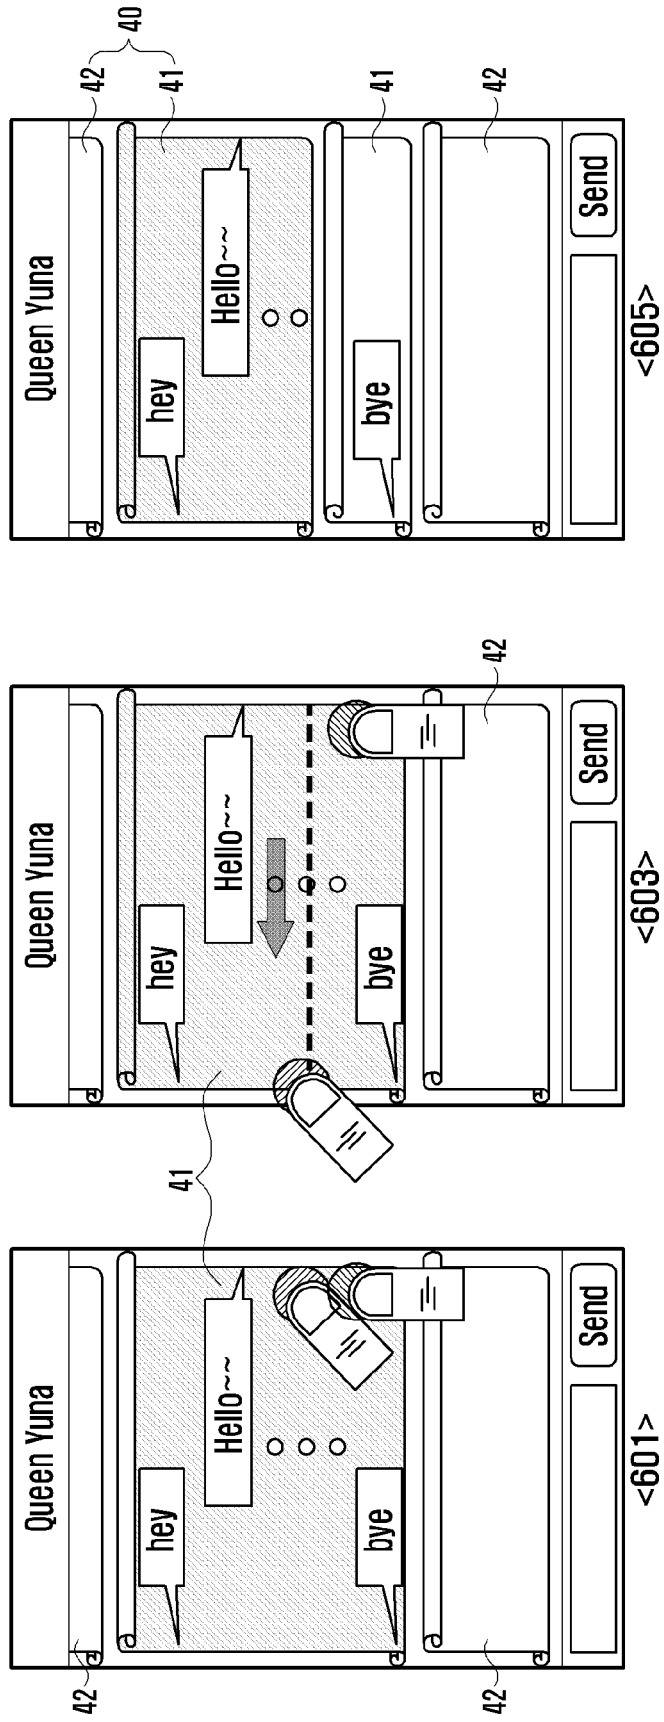 Queen Yuna
42
hey
Hello~~
bye
42
Send
<601>
41
Queen Yuna
hey
Hello~~
bye
42
Send
<603>
Queen Yuna
42
40
41
hey
Hello~~
bye
41
42
Send
<605>